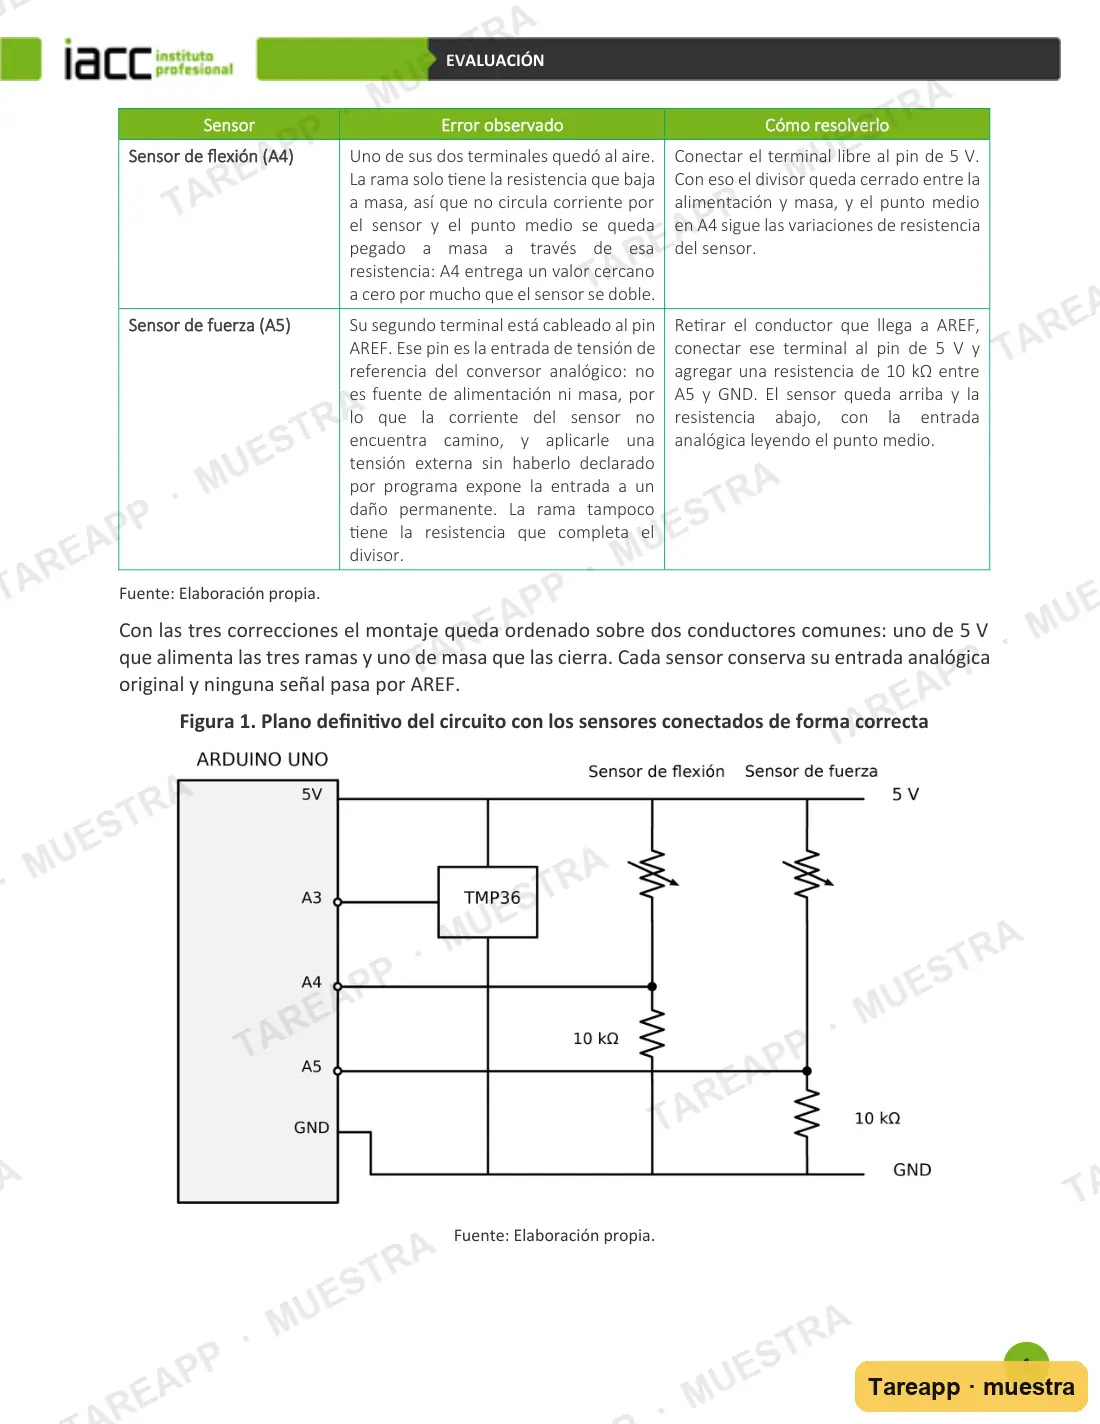 iacc instituto profesional
EVALUACIÓN
Sensor
Error observado
Cómo resolverlo
Sensor de flexión (A4)
Uno de sus dos terminales quedó al aire.
La rama solo tiene la resistencia que baja
a masa, así que no circula corriente por
el sensor y el punto medio se queda
pegado a masa a través de esa
resistencia: A4 entrega un valor cercano
a cero por mucho que el sensor se doble.
Conectar el terminal libre al pin de 5 V.
Con eso el divisor queda cerrado entre la
alimentación y masa, y el punto medio
en A4 sigue las variaciones de resistencia
del sensor.
Sensor de fuerza (A5)
Su segundo terminal está cableado al pin
AREF. Ese pin es la entrada de tensión de
referencia del conversor analógico: no
es fuente de alimentación ni masa, por
lo que la corriente del sensor no
encuentra camino, y aplicarle una
tensión externa sin haberlo declarado
por programa expone la entrada a un
daño permanente. La rama tampoco
tiene la resistencia que completa el
divisor.
Retirar el conductor que llega a AREF,
conectar ese terminal al pin de 5 V y
agregar una resistencia de 10 kΩ entre
A5 y GND. El sensor queda arriba y la
resistencia abajo, con la entrada
analógica leyendo el punto medio.
Fuente: Elaboración propia.
Con las tres correcciones el montaje queda ordenado sobre dos conductores comunes: uno de 5 V
que alimenta las tres ramas y uno de masa que las cierra. Cada sensor conserva su entrada analógica
original y ninguna señal pasa por AREF.
Figura 1. Plano definitivo del circuito con los sensores conectados de forma correcta
ARDUINO UNO
Sensor de flexión
Sensor de fuerza
5V
5 V
A3
TMP36
A4
10 kΩ
A5
10 kΩ
GND
GND
Fuente: Elaboración propia.
Tareapp · muestra
TAREAPP · MUESTRA